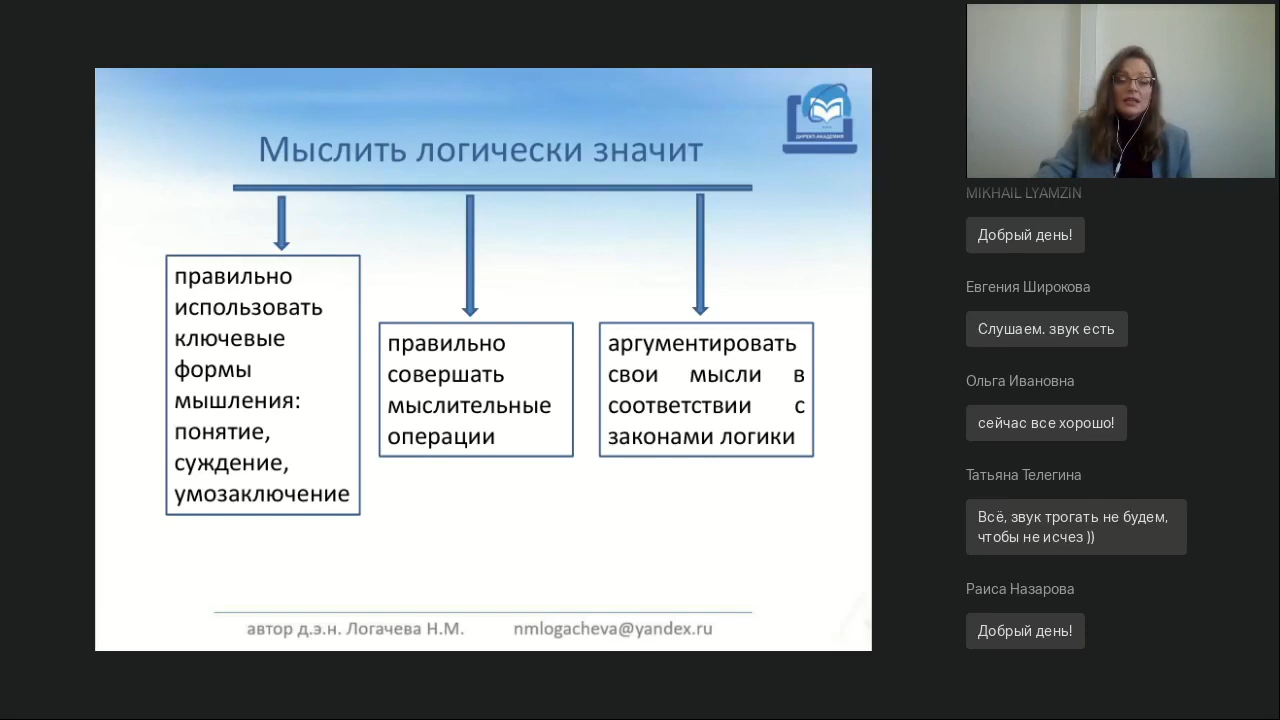 Мыслить логически значит
ДИРЕКТ-АКАДЕМИЯ
правильно
использовать
ключевые
формы
мышления:
понятие,
суждение,
умозаключение
правильно
совершать
мыслительные
операции
аргументировать
свои мысли в
соответствии с
законами логики
автор д.э.н. Логачева Н.М. nmlogacheva@yandex.ru
MIKHAIL LYAMZIN
Добрый день!
Евгения Широкова
Слушаем. звук есть
Ольга Ивановна
сейчас все хорошо!
Татьяна Телегина
Всё, звук трогать не будем,
чтобы не исчез ))
Раиса Назарова
Добрый день!